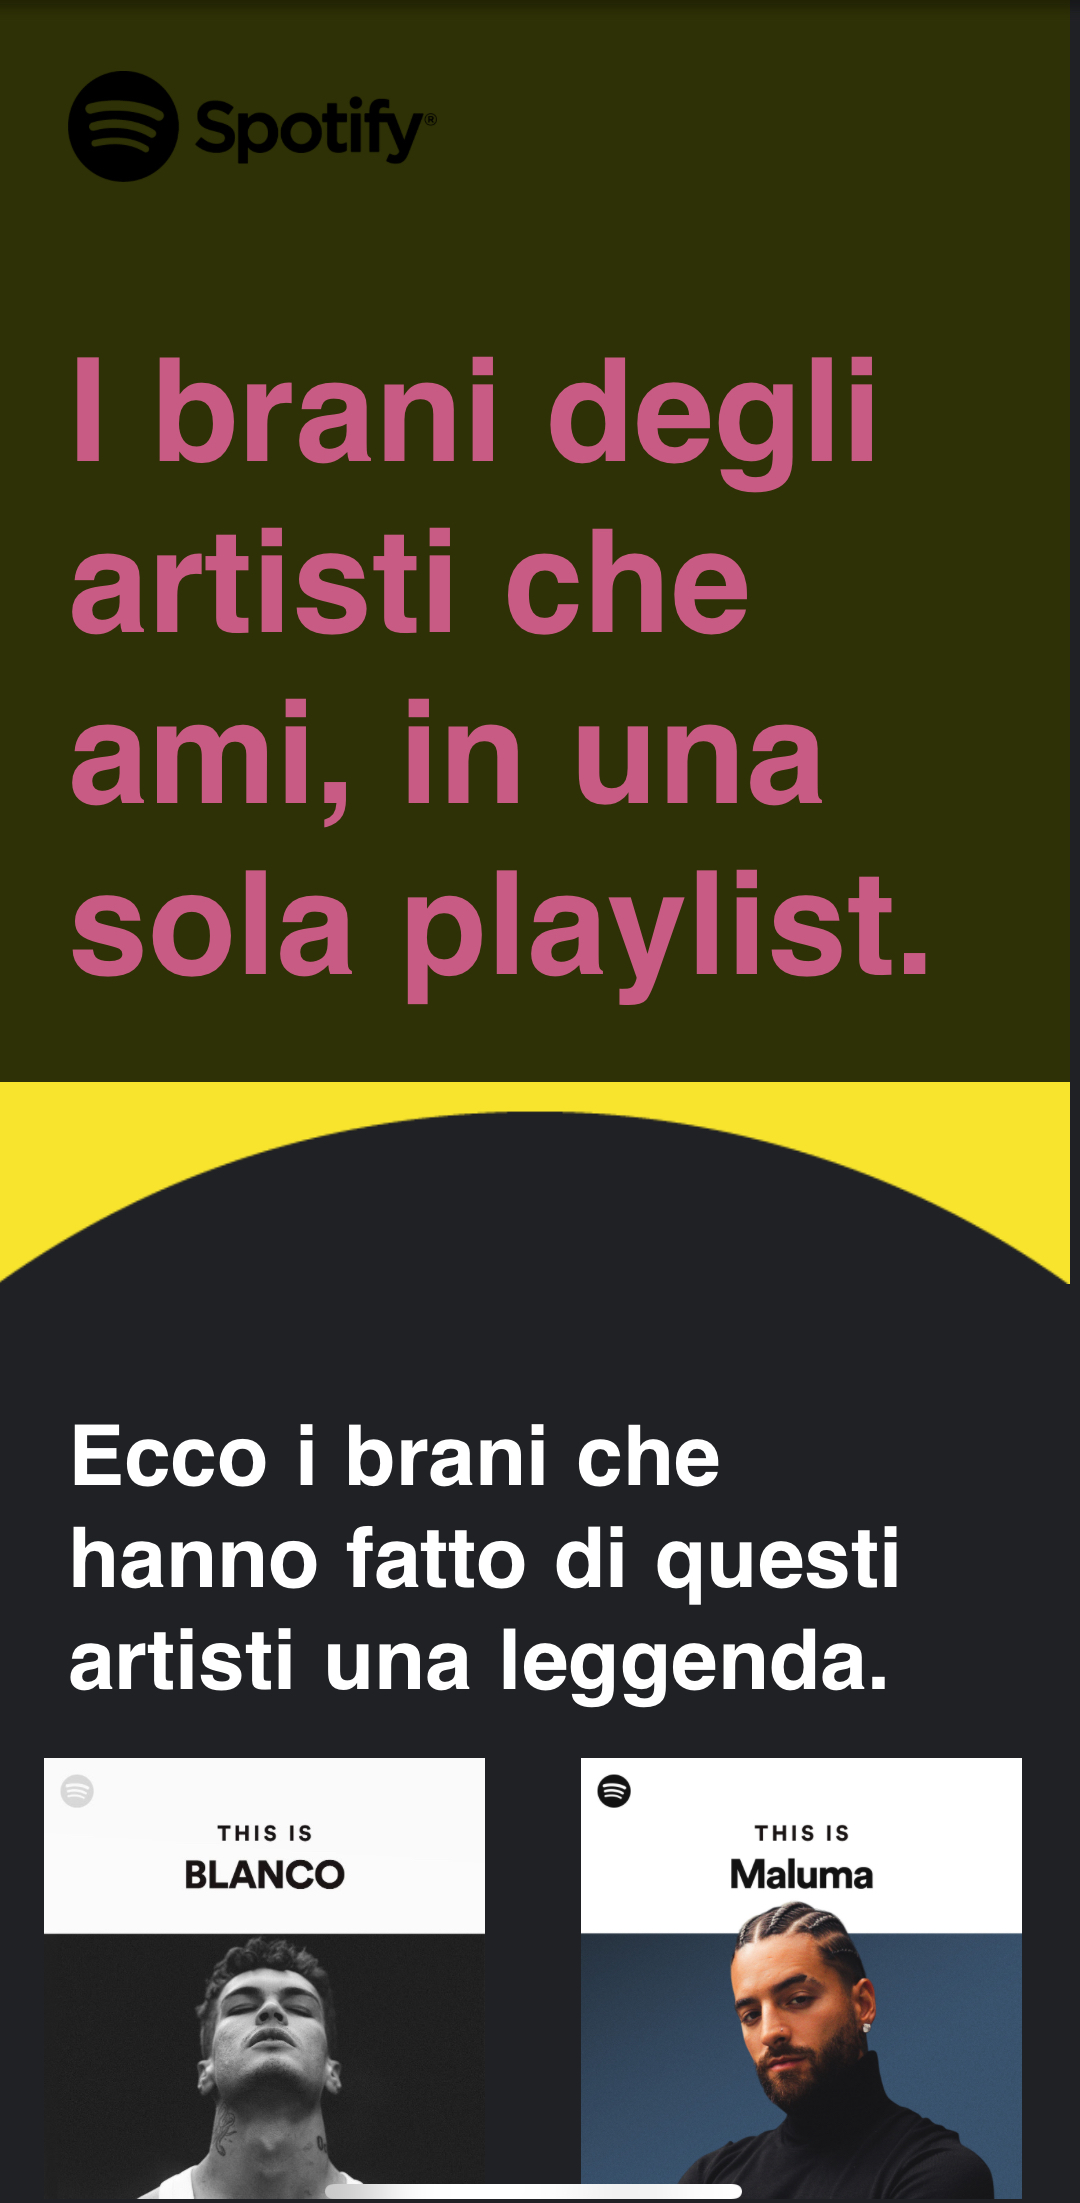 Spotify®
I brani degli
artisti che
ami, in una
sola playlist.
Ecco i brani che
hanno fatto di questi
artisti una leggenda.
THIS IS
BLANCO
THIS IS
Maluma